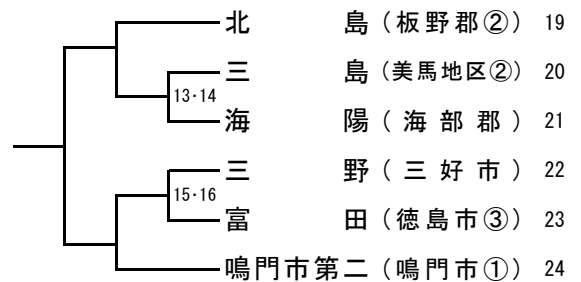 北島（板野郡②） 19
三島（美馬地区②） 20
13・14
海陽（海部郡） 21
三野（三好市） 22
15・16
富田（徳島市③） 23
鳴門市第二（鳴門市①） 24